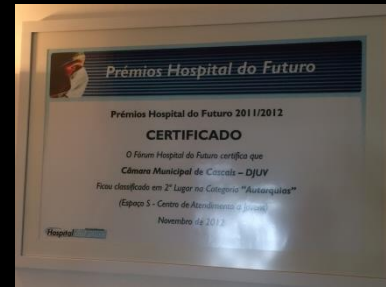 Prémios Hospital do Futuro
Prémios Hospital do Futuro 2011/2012
CERTIFICADO
O Fórum Hospital do Futuro certifica que
Câmara Municipal de Cascais – DJUV
Ficou classificado em 2º Lugar na Categoria "Autarquias"
(Espaço S - Centro de Atendimento a Jovens)
Novembro de 2012
Hospital